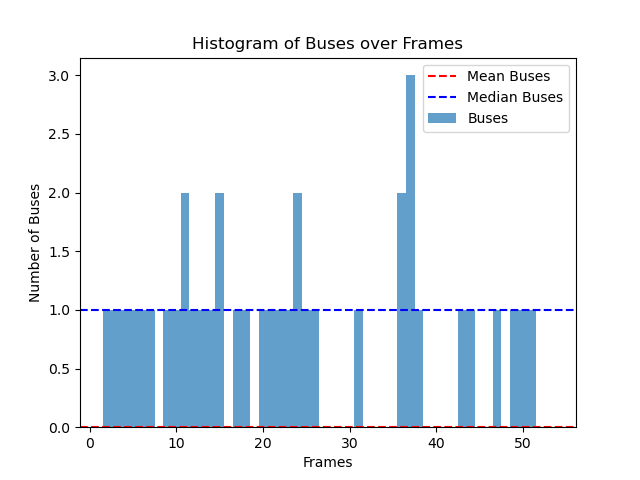 Histogram of Buses over Frames
Number of Buses
3.0
2.5
2.0
1.5
1.0
0.5
0.0
Mean Buses
Median Buses
Buses
0 10 20 30 40 50
Frames